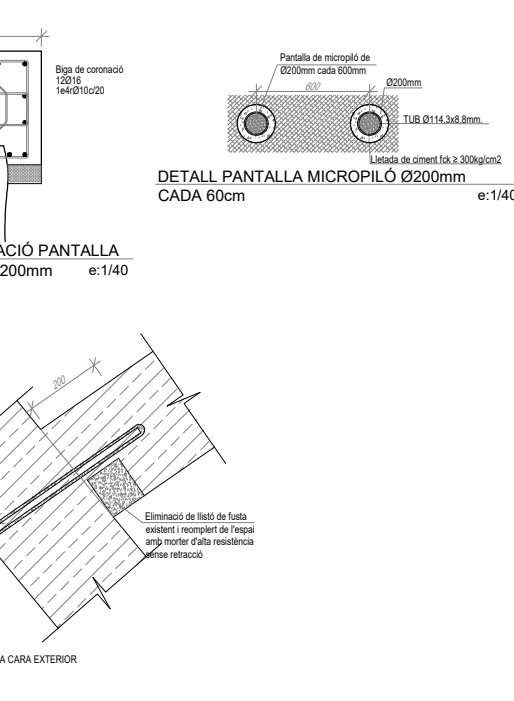 Biga de coronació
12Ø16
1e4rØ10c/20
ACIÓ PANTALLA
200mm e:1/40
Pantalla de micropiló de
Ø200mm cada 600mm
600
Ø200mm
TUB Ø114,3x8.8mm.
Lletada de ciment fck ≥ 300kg/cm2
DETALL PANTALLA MICROPILÓ Ø200mm
CADA 60cm e:1/40
200
Eliminació de llistó de fusta
existent i reomplert de l'espai
amb morter d'alta resistència
sense retracció
A CARA EXTERIOR